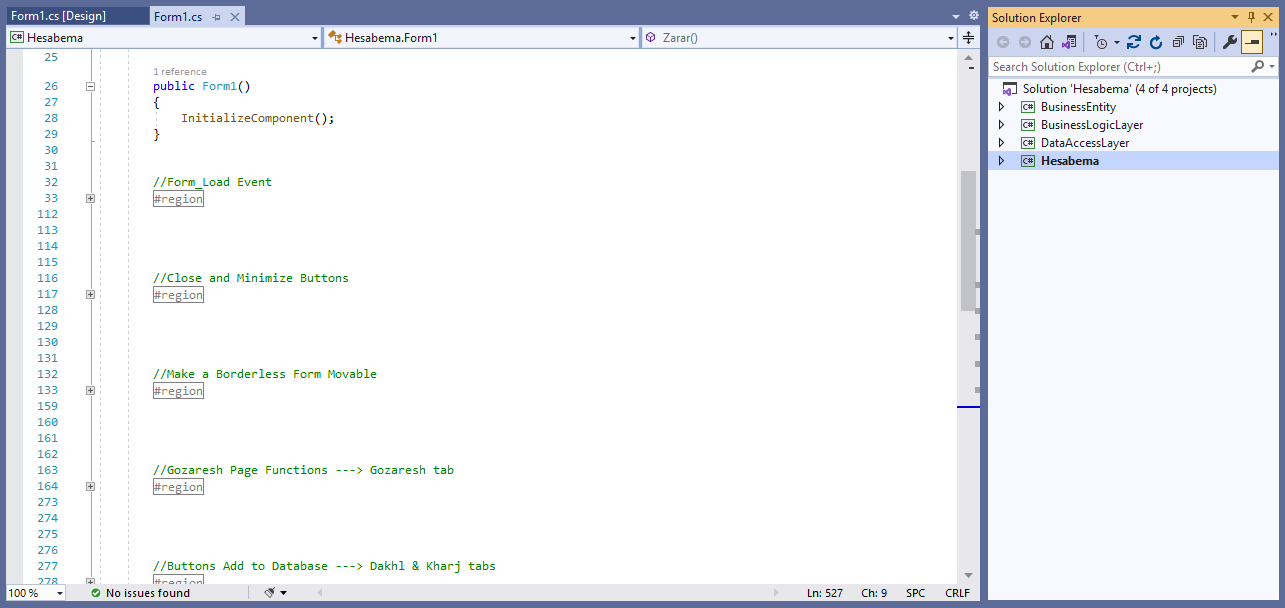 Form1.cs [Design]
Form1.cs
Hesabema
Hesabema.Form1
Zarar()
25
1 reference
26 public Form1()
27 {
28 InitializeComponent();
29 }
30
31
32 //Form_Load Event
33 #region
112
113
114
115
116 //Close and Minimize Buttons
117 #region
128
129
130
131
132 //Make a Borderless Form Movable
133 #region
159
160
161
162
163 //Gozaresh Page Functions ---> Gozaresh tab
164 #region
273
274
275
276
277 //Buttons Add to Database ---> Dakhl & Kharj tabs
278 #region
100 %
No issues found
Ln: 527
Ch: 9
SPC
CRLF
Solution Explorer
Search Solution Explorer (Ctrl+;)
Solution 'Hesabema' (4 of 4 projects)
C# BusinessEntity
C# BusinessLogicLayer
C# DataAccessLayer
C# Hesabema